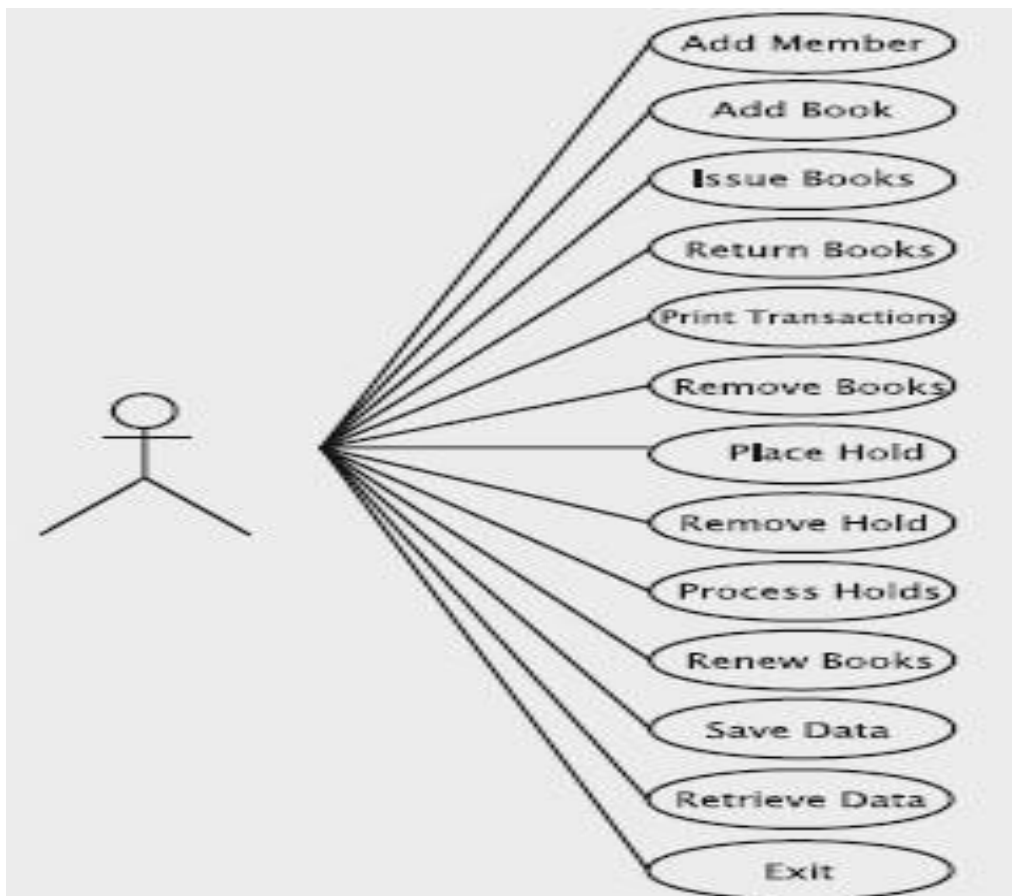 Add Member
Add Book
Issue Books
Return Books
Print Transactions
Remove Books
Place Hold
Remove Hold
Process Holds
Renew Books
Save Data
Retrieve Data
Exit